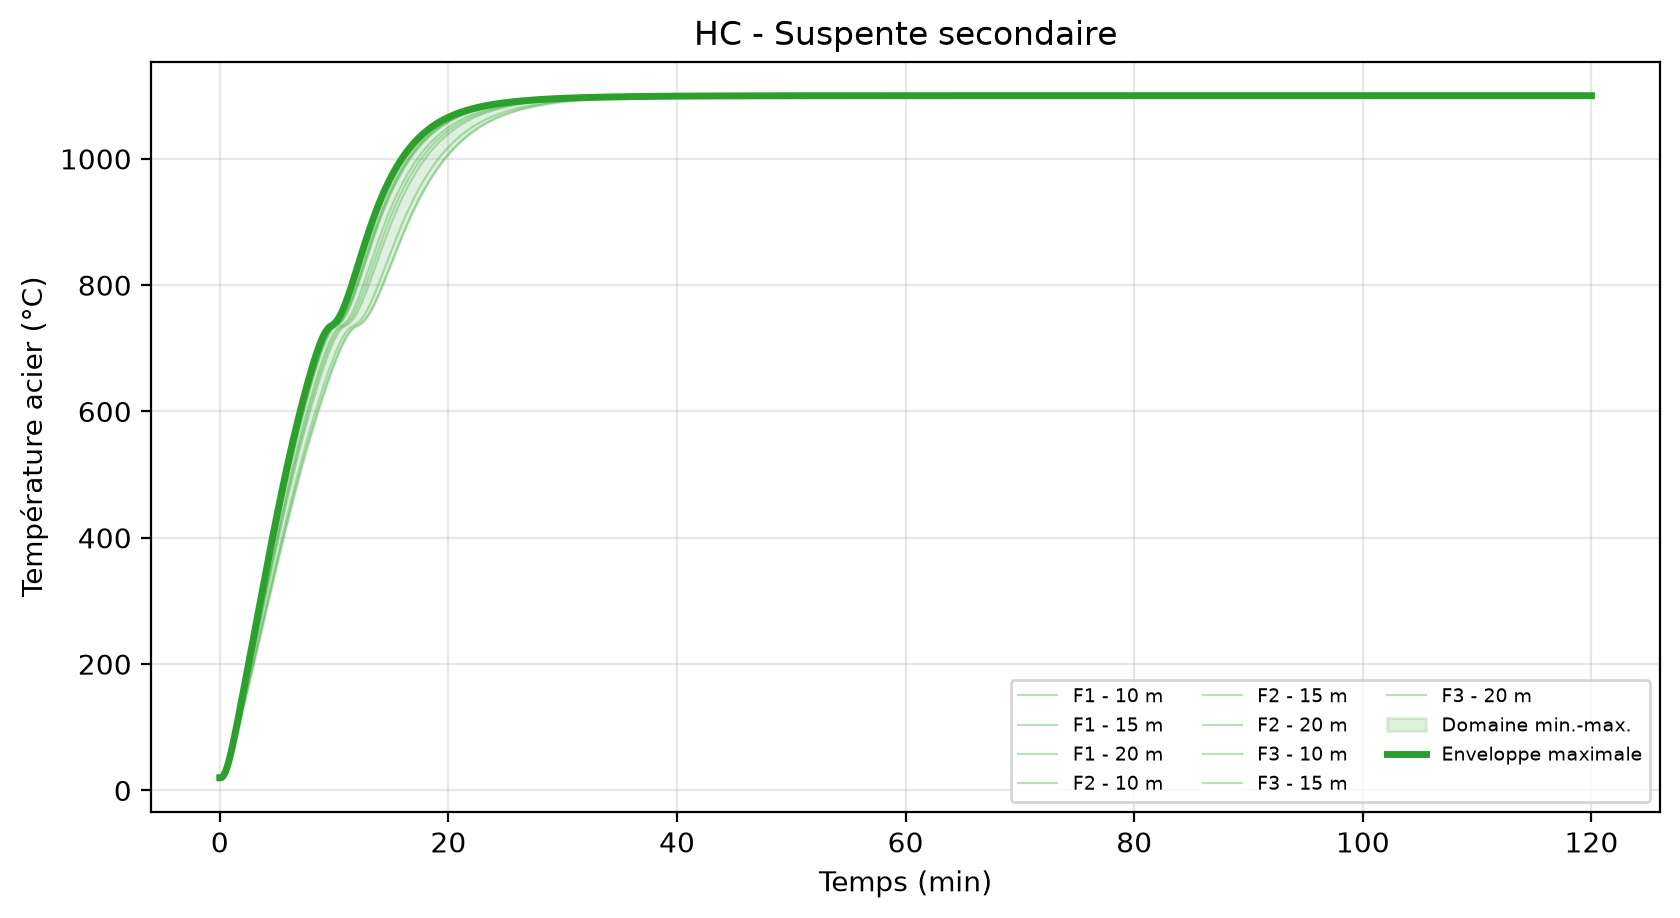 HC - Suspente secondaire
Température acier (°C)
1000
800
600
400
200
0
0 20 40 60 80 100 120
Temps (min)
F1 - 10 m
F1 - 15 m
F1 - 20 m
F2 - 10 m
F2 - 15 m
F2 - 20 m
F3 - 10 m
F3 - 15 m
F3 - 20 m
Domaine min.-max.
Enveloppe maximale